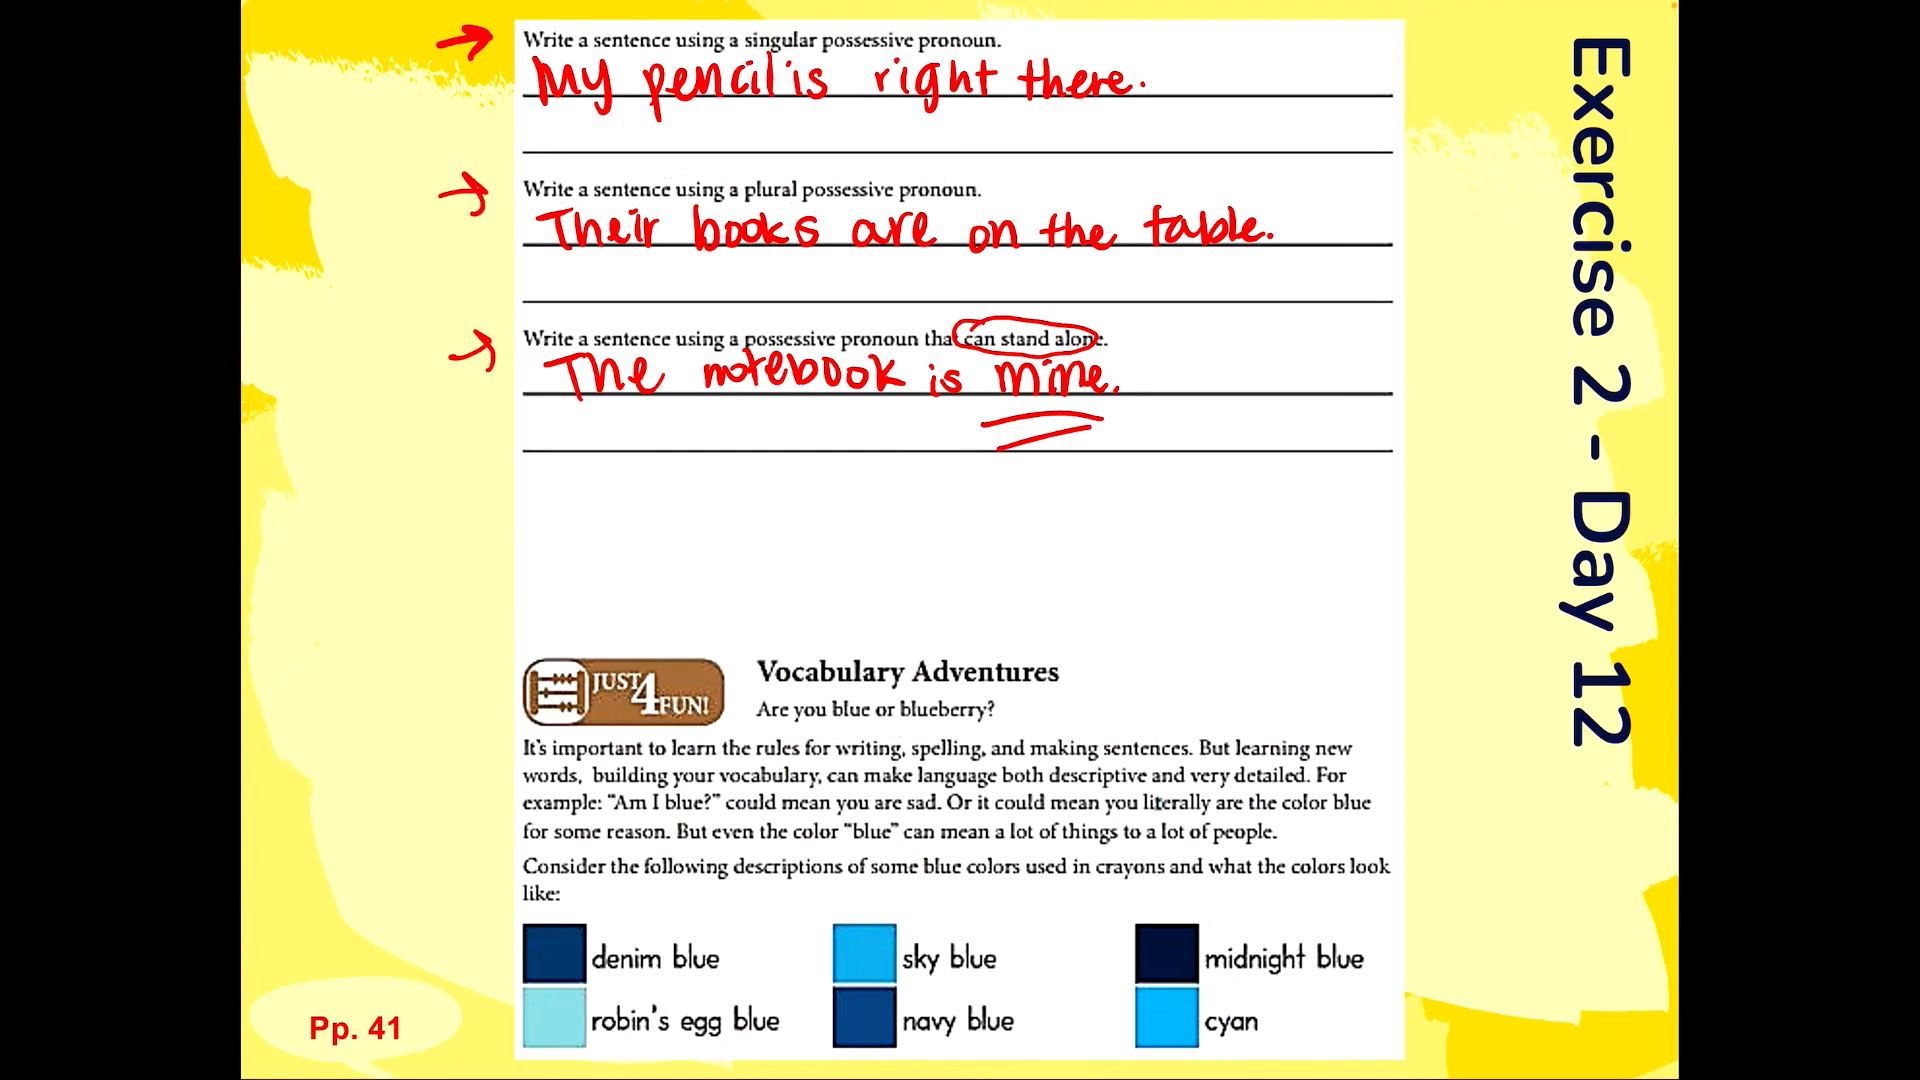 Write a sentence using a singular possessive pronoun.
My pencil is right there.
Write a sentence using a plural possessive pronoun.
Their books are on the table.
Write a sentence using a possessive pronoun that can stand alone.
The notebook is mine.
Exercise 2 - Day 12
JUST 4 FUN!
Vocabulary Adventures
Are you blue or blueberry?
It's important to learn the rules for writing, spelling, and making sentences. But learning new
words, building your vocabulary, can make language both descriptive and very detailed. For
example: “Am I blue?” could mean you are sad. Or it could mean you literally are the color blue
for some reason. But even the color “blue” can mean a lot of things to a lot of people.
Consider the following descriptions of some blue colors used in crayons and what the colors look
like:
denim blue sky blue midnight blue
robin's egg blue navy blue cyan
Pp. 41